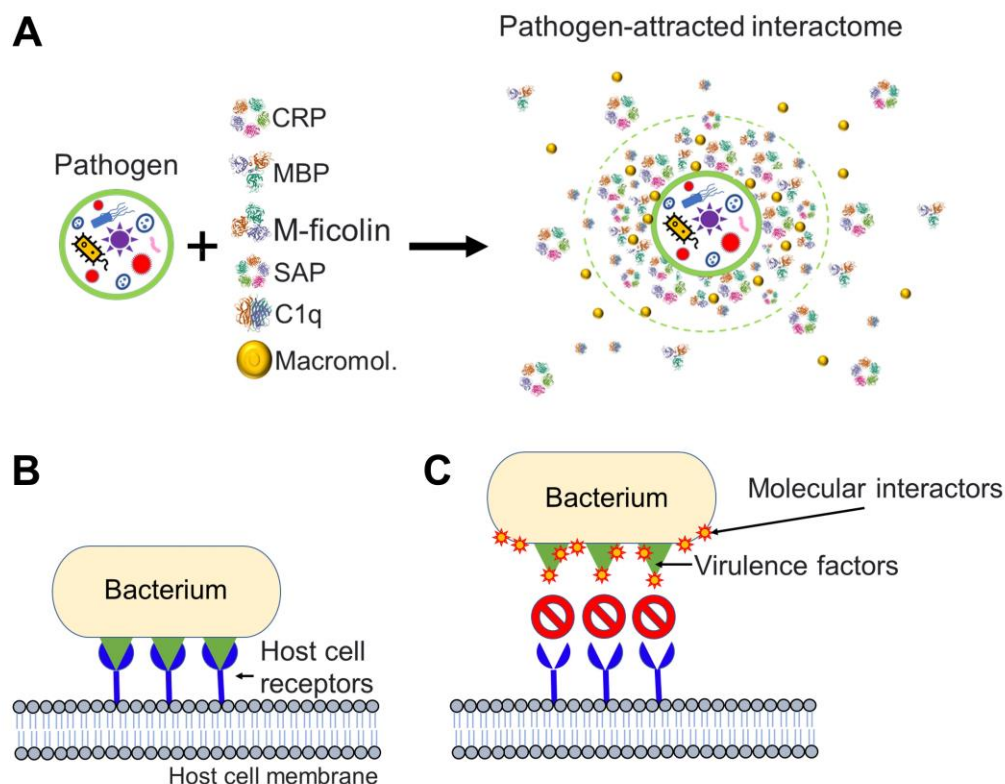 A
Pathogen-attracted interactome
Pathogen
CRP
MBP
M-ficolin
SAP
C1q
Macromol.
B
Bacterium
Host cell
receptors
Host cell membrane
C
Bacterium
Molecular interactors
Virulence factors